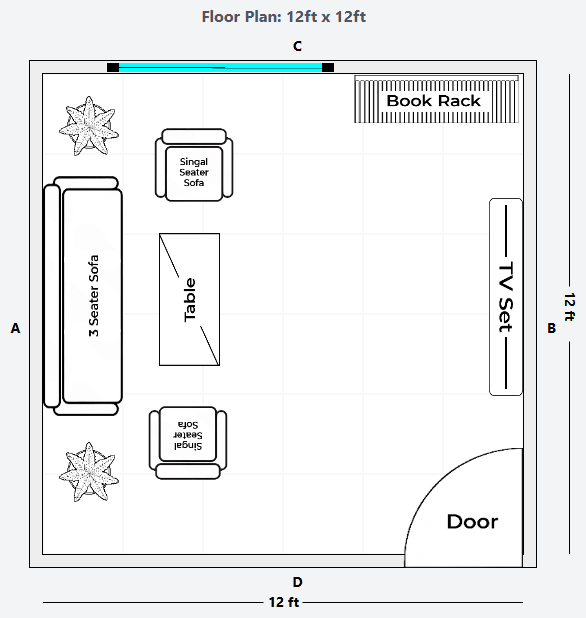 Floor Plan: 12ft x 12ft
C
Book Rack
Singal
Seater
Sofa
3 Seater Sofa
Table
TV Set
A
B
12 ft
Singal
Seater
Sofa
Door
D
12 ft